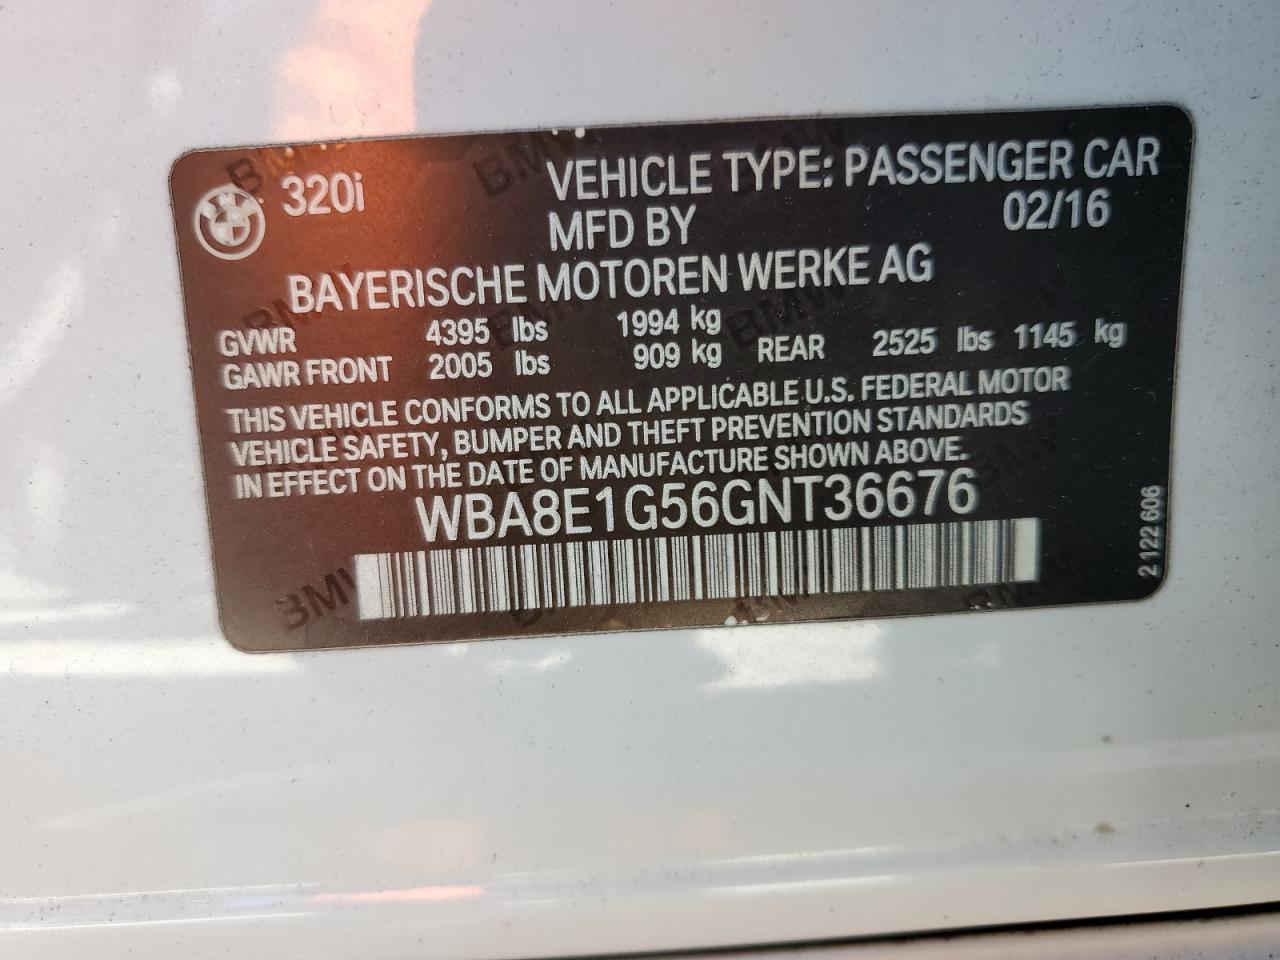 320i VEHICLE TYPE: PASSENGER CAR
MFD BY 02/16
BAYERISCHE MOTOREN WERKE AG
GVWR 4395 lbs 1994 kg
GAWR FRONT 2005 lbs 909 kg REAR 2525 lbs 1145 kg
THIS VEHICLE CONFORMS TO ALL APPLICABLE U.S. FEDERAL MOTOR
VEHICLE SAFETY, BUMPER AND THEFT PREVENTION STANDARDS
IN EFFECT ON THE DATE OF MANUFACTURE SHOWN ABOVE.
WBA8E1G56GNT36676
2 122 606